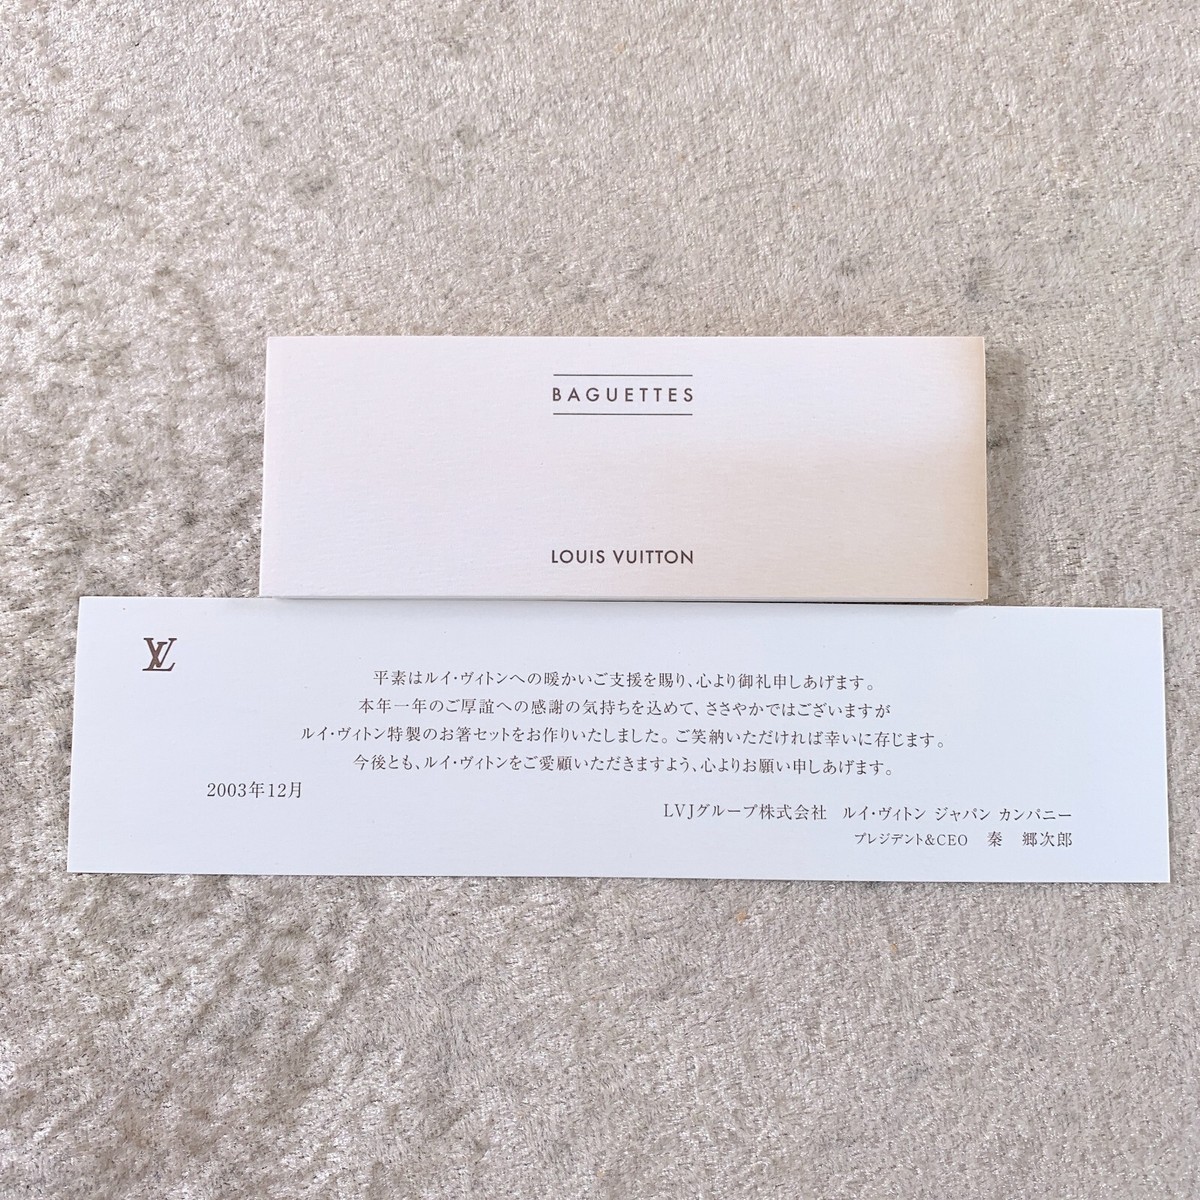 BAGUETTES
LOUIS VUITTON
LV
平素はルイ・ヴィトンへの暖かいご支援を賜り、心より御礼申しあげます。
本年一年のご厚誼への感謝の気持ちを込めて、ささやかではございますが
ルイ・ヴィトン特製のお箸セットをお作りいたしました。ご笑納いただければ幸いに存じます。
今後とも、ルイ・ヴィトンをご愛顧いただきますよう、心よりお願い申しあげます。
2003年12月
LVJグループ株式会社 ルイ・ヴィトン ジャパン カンパニー
プレジデント&CEO 秦 郷次郎